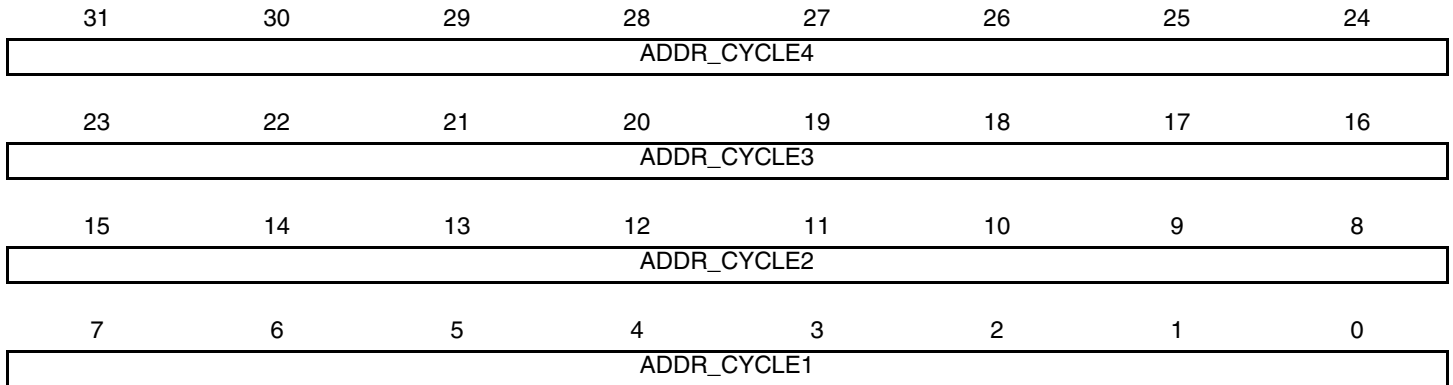 31 30 29 28 27 26 25 24
ADDR_CYCLE4
23 22 21 20 19 18 17 16
ADDR_CYCLE3
15 14 13 12 11 10 9 8
ADDR_CYCLE2
7 6 5 4 3 2 1 0
ADDR_CYCLE1